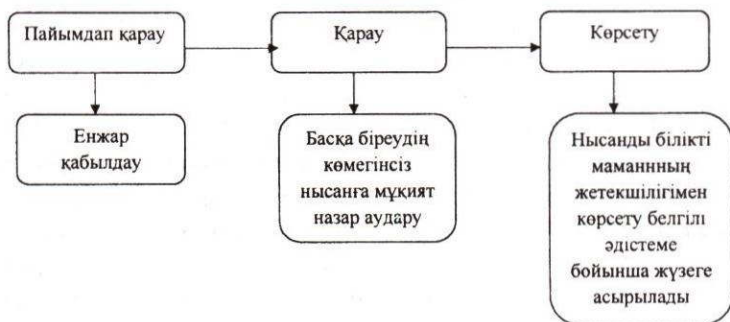 Пайымдап қарау
Қарау
Көрсету
Енжар
қабылдау
Басқа біреудің
көмегінсіз
нысанға мұқият
назар аудару
Нысанды білікті
маманнның
жетекшілігімен
көрсету белгілі
әдістеме
бойынша жүзеге
асырылады